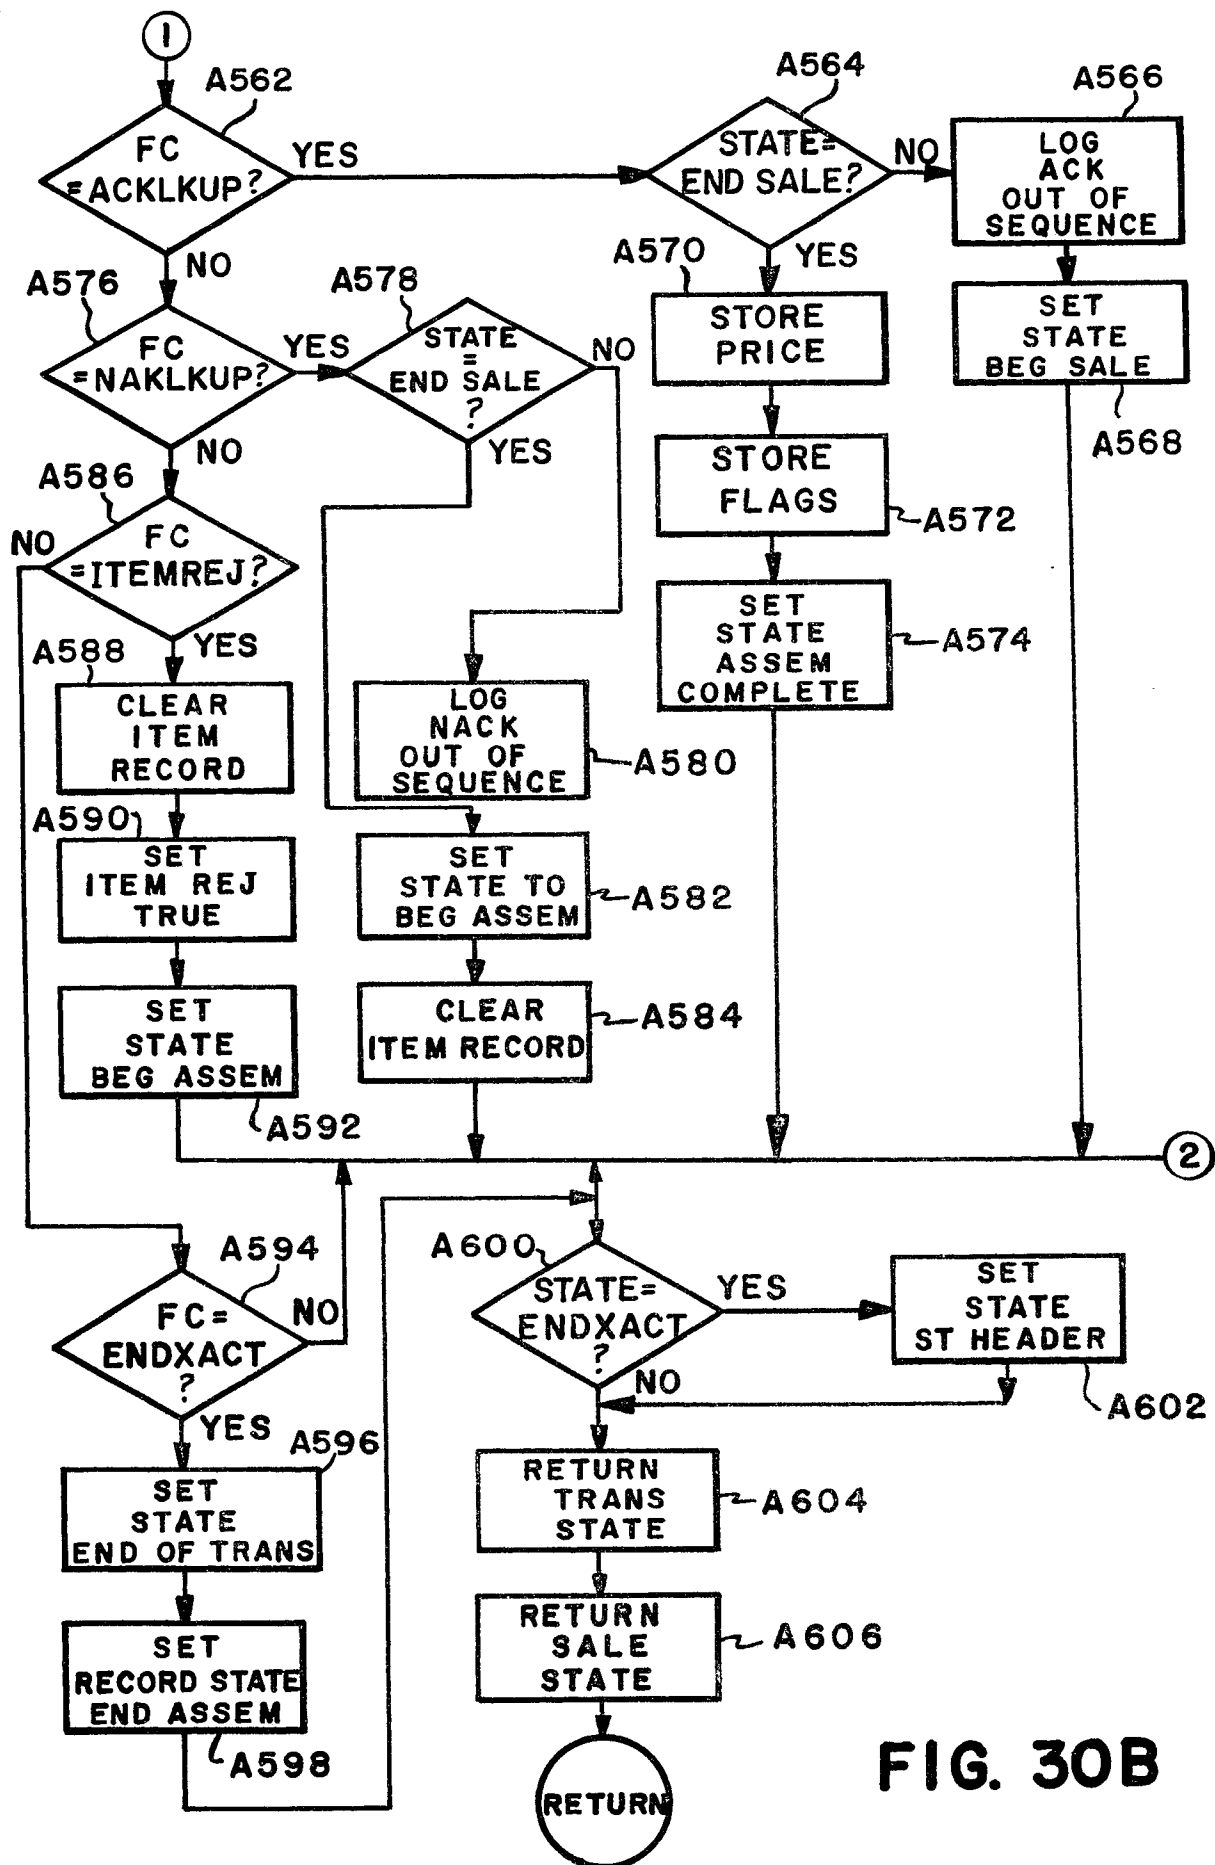 1
A562
FC
=ACKLKUP?
YES
NO
A564
STATE=
END SALE?
NO
YES
A566
LOG
ACK
OUT OF
SEQUENCE
SET
STATE
BEG SALE
A568
A570
STORE
PRICE
STORE
FLAGS
A572
SET
STATE
ASSEM
COMPLETE
A574
A576
FC
=NAKLKUP?
YES
NO
A578
STATE
=
END SALE
?
NO
YES
LOG
NACK
OUT OF
SEQUENCE
A580
SET
STATE TO
BEG ASSEM
A582
CLEAR
ITEM RECORD
A584
A586
FC
=ITEMREJ?
NO
YES
A588
CLEAR
ITEM
RECORD
A590
SET
ITEM REJ
TRUE
SET
STATE
BEG ASSEM
A592
2
A594
FC=
ENDXACT
?
NO
YES
A596
SET
STATE
END OF TRANS
SET
RECORD STATE
END ASSEM
A598
A600
STATE=
ENDXACT
?
YES
NO
SET
STATE
ST HEADER
A602
RETURN
TRANS
STATE
A604
RETURN
SALE
STATE
A606
RETURN
FIG. 30B